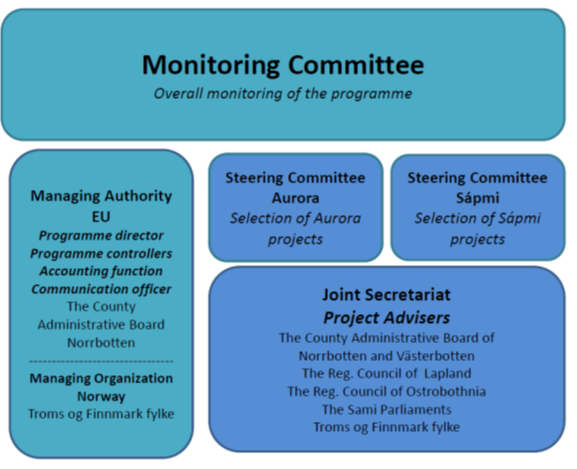 Monitoring Committee
Overall monitoring of the programme
Managing Authority
EU
Programme director
Programme controllers
Accounting function
Communication officer
The County
Administrative Board
Norrbotten
--------------------------------
Managing Organization
Norway
Troms og Finnmark fylke
Steering Committee
Aurora
Selection of Aurora
projects
Steering Committee
Sápmi
Selection of Sápmi
projects
Joint Secretariat
Project Advisers
The County Administrative Board of
Norrbotten and Västerbotten
The Reg. Council of Lapland
The Reg. Council of Ostrobothnia
The Sami Parliaments
Troms og Finnmark fylke